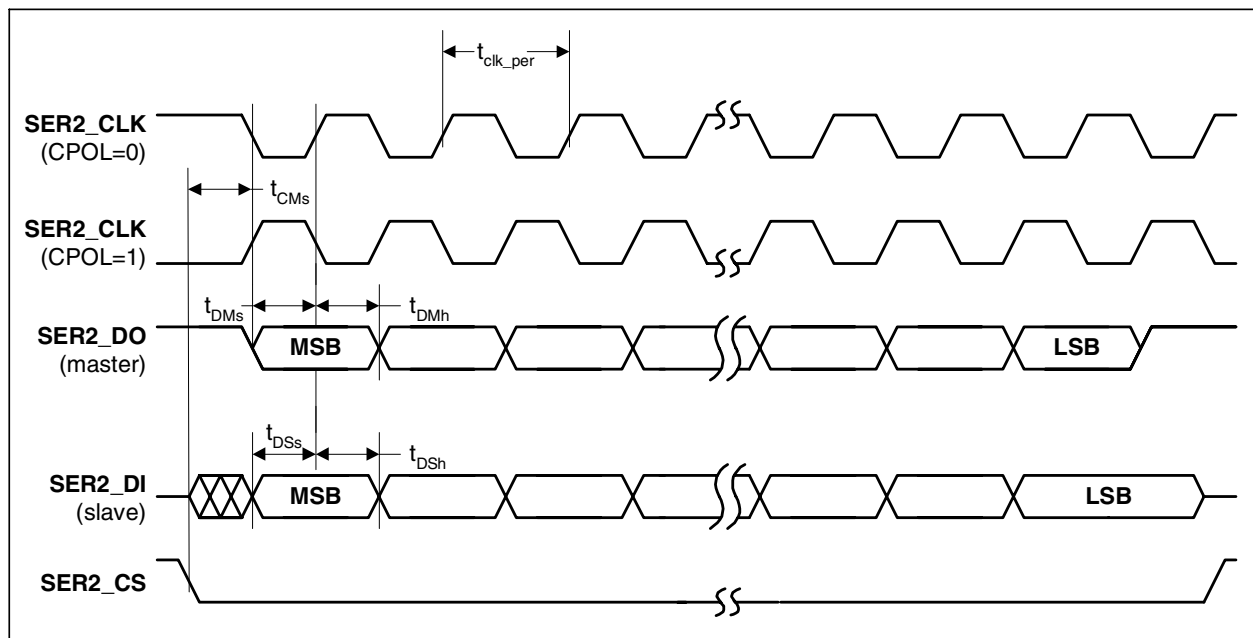 t_clk_per
SER2_CLK
(CPOL=0)
t_CMs
SER2_CLK
(CPOL=1)
t_DMs
t_DMh
SER2_DO
(master)
MSB
LSB
t_DSs
t_DSh
SER2_DI
(slave)
MSB
LSB
SER2_CS